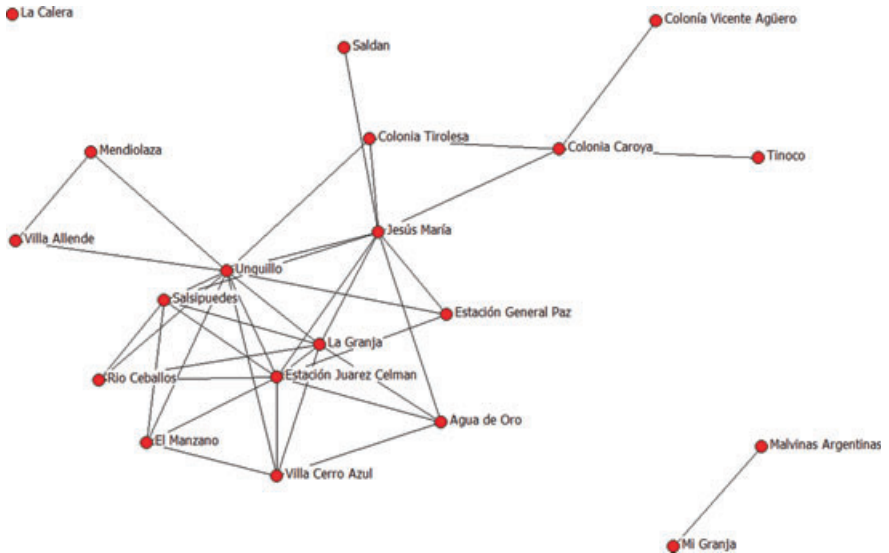 La Calera
Colonía Vicente Agüero
Saldan
Colonia Tirolesa
Colonia Caroya
Mendiolaza
Tinoco
Jesús María
Villa Allende
Unquillo
Salsipuedes
Estación General Paz
La Granja
Rio Ceballos
Estación Juarez Celman
Agua de Oro
El Manzano
Malvinas Argentinas
Villa Cerro Azul
Mi Granja